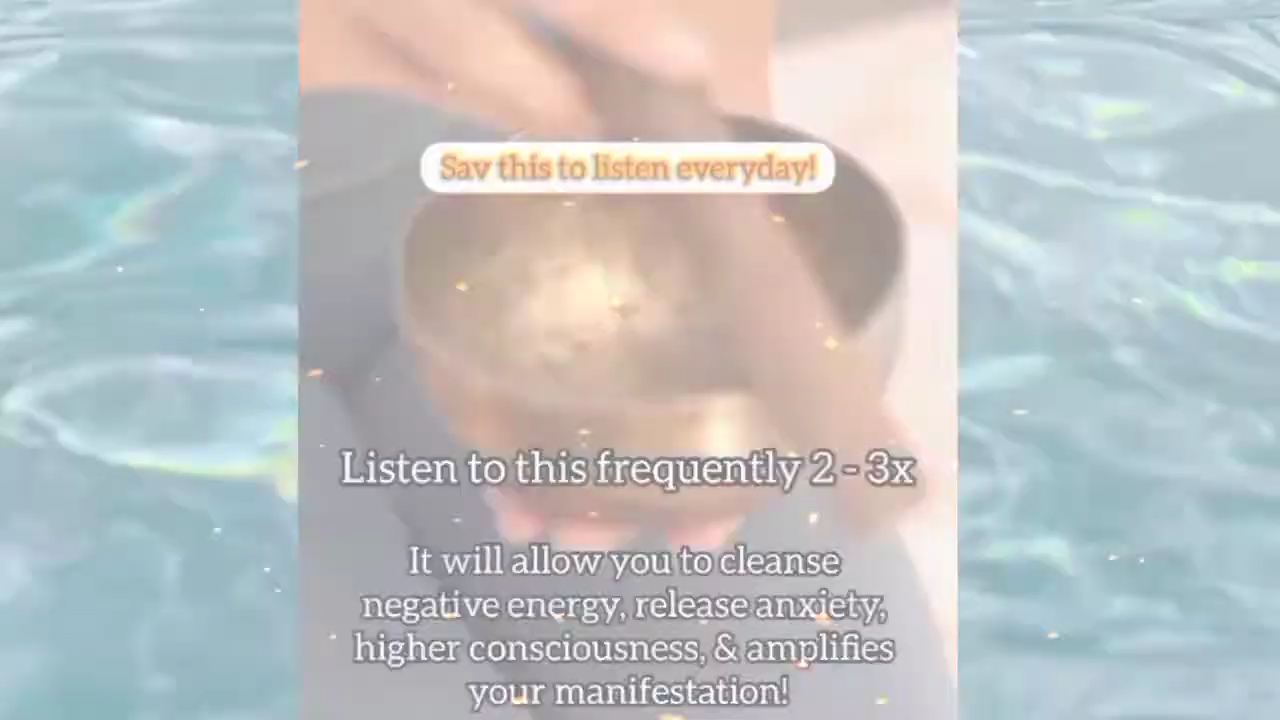 Sav this to listen everyday!
Listen to this frequently 2 - 3x
It will allow you to cleanse
negative energy, release anxiety,
higher consciousness, & amplifies
your manifestation!